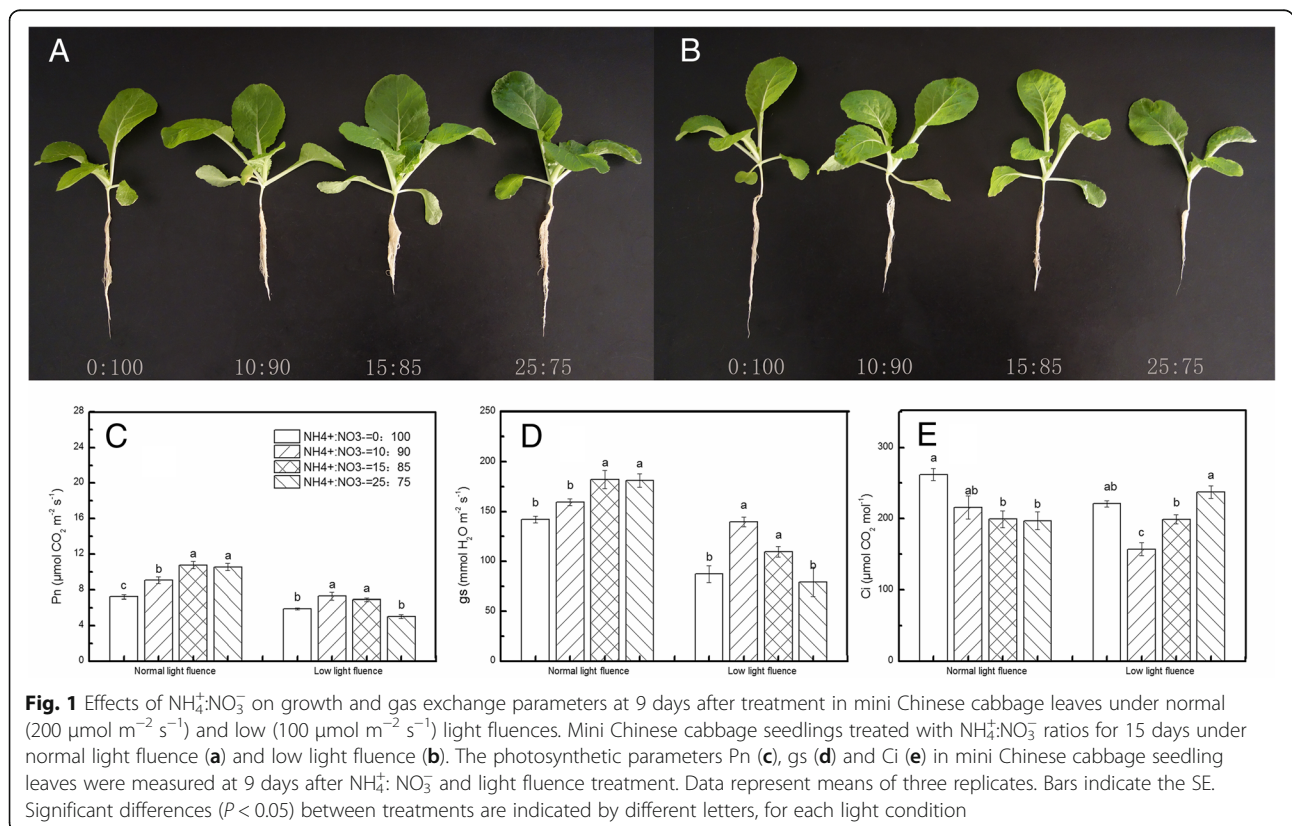 A
B
0:100 10:90 15:85 25:75
0:100 10:90 15:85 25:75
C
NH4+:NO3-=0: 100
NH4+:NO3-=10: 90
NH4+:NO3-=15: 85
NH4+:NO3-=25: 75
Pn (μmol CO₂ m⁻² s⁻¹)
28
24
20
16
12
8
4
0
c b a a
b a a b
Normal light fluence Low light fluence
D
gs (mmol H₂O m⁻² s⁻¹)
250
200
150
100
50
0
b b a a
b a a b
Normal light fluence Low light fluence
E
Ci (μmol CO₂ mol⁻¹)
300
200
100
0
a ab b b
ab c b a
Normal light fluence Low light fluence
Fig. 1 Effects of NH₄⁺:NO₃⁻ on growth and gas exchange parameters at 9 days after treatment in mini Chinese cabbage leaves under normal
(200 μmol m⁻² s⁻¹) and low (100 μmol m⁻² s⁻¹) light fluences. Mini Chinese cabbage seedlings treated with NH₄⁺:NO₃⁻ ratios for 15 days under
normal light fluence (a) and low light fluence (b). The photosynthetic parameters Pn (c), gs (d) and Ci (e) in mini Chinese cabbage seedling
leaves were measured at 9 days after NH₄⁺: NO₃⁻ and light fluence treatment. Data represent means of three replicates. Bars indicate the SE.
Significant differences (P < 0.05) between treatments are indicated by different letters, for each light condition